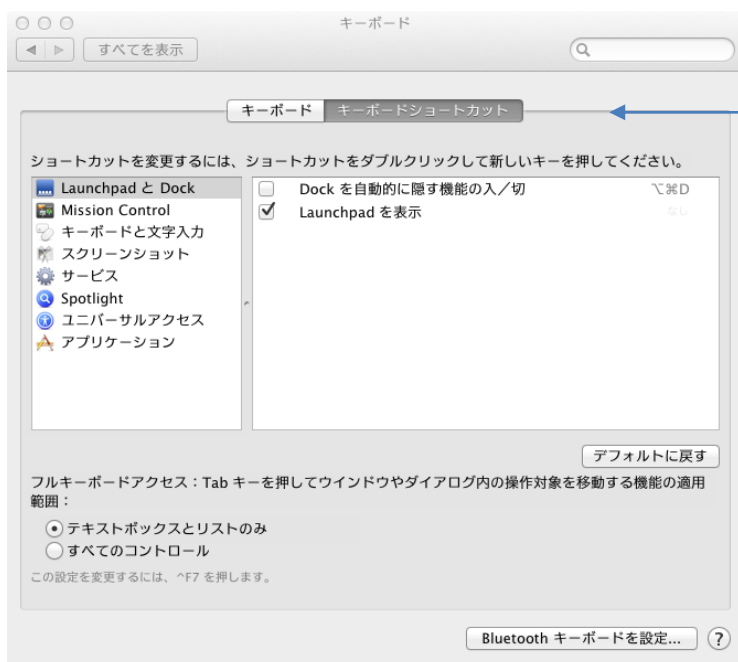 キーボード
すべてを表示
キーボード キーボードショートカット
ショートカットを変更するには、ショートカットをダブルクリックして新しいキーを押してください。
Launchpad と Dock
Mission Control
キーボードと文字入力
スクリーンショット
サービス
Spotlight
ユニバーサルアクセス
アプリケーション
Dock を自動的に隠す機能の入／切 ⌥⌘D
Launchpad を表示 なし
デフォルトに戻す
フルキーボードアクセス：Tab キーを押してウインドウやダイアログ内の操作対象を移動する機能の適用
範囲：
テキストボックスとリストのみ
すべてのコントロール
この設定を変更するには、^F7 を押します。
Bluetooth キーボードを設定... ?